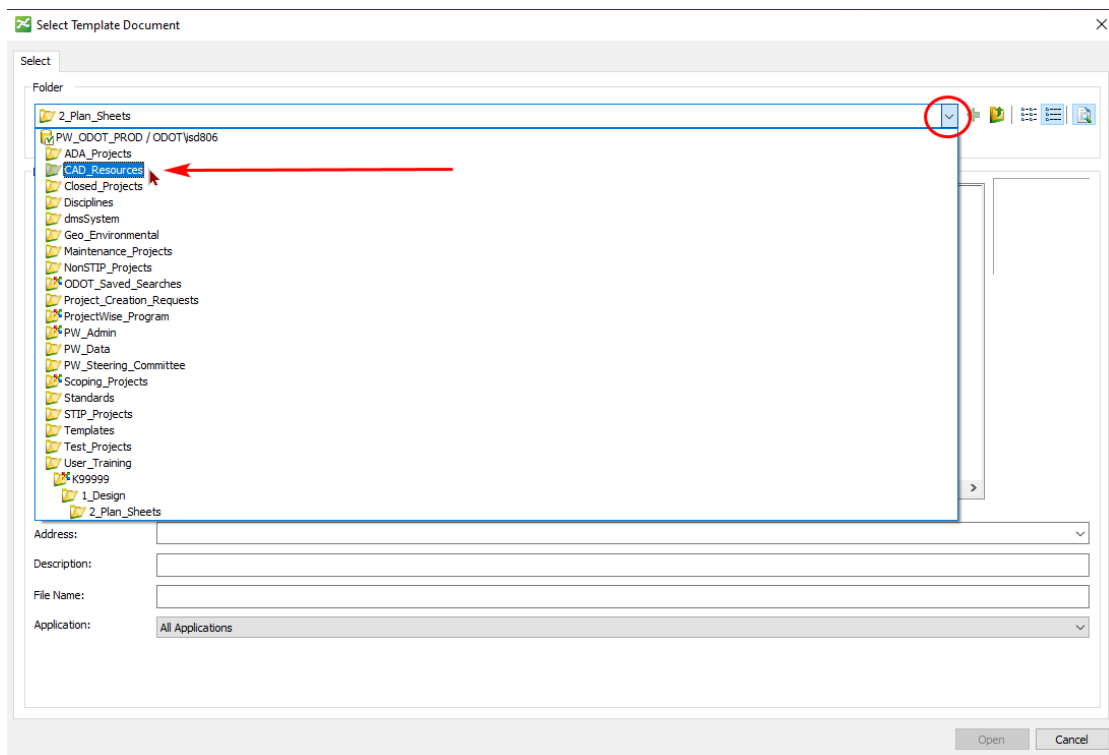 Select Template Document
Select
Folder
2_Plan_Sheets
PW_ODOT_PROD / ODOT\jsd806
ADA_Projects
CAD_Resources
Closed_Projects
Disciplines
dmsSystem
Geo_Environmental
Maintenance_Projects
NonSTIP_Projects
ODOT_Saved_Searches
Project_Creation_Requests
ProjectWise_Program
PW_Admin
PW_Data
PW_Steering_Committee
Scoping_Projects
Standards
STIP_Projects
Templates
Test_Projects
User_Training
K99999
1_Design
2_Plan_Sheets
Address:
Description:
File Name:
Application: All Applications
Open Cancel